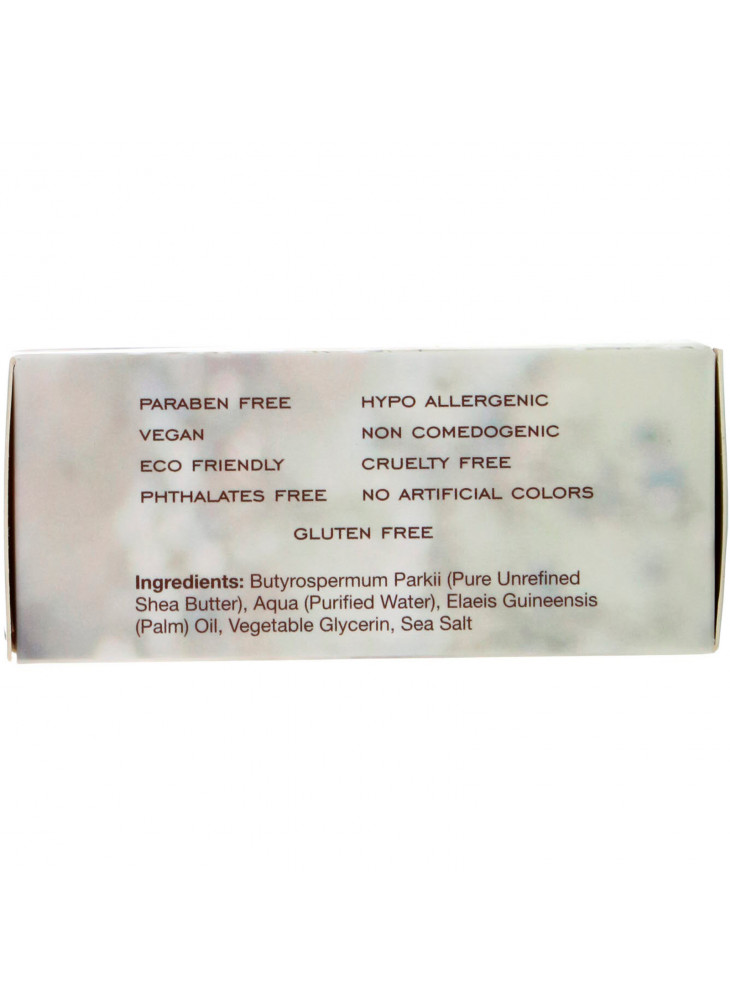 PARABEN FREE HYPO ALLERGENIC
VEGAN NON COMEDOGENIC
ECO FRIENDLY CRUELTY FREE
PHTHALATES FREE NO ARTIFICIAL COLORS
GLUTEN FREE
Ingredients: Butyrospermum Parkii (Pure Unrefined
Shea Butter), Aqua (Purified Water), Elaeis Guineensis
(Palm) Oil, Vegetable Glycerin, Sea Salt